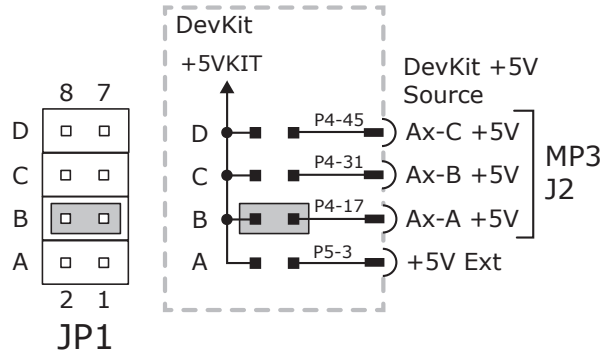 DevKit
+5VKIT
DevKit +5V
Source
8 7
D
C
B
A
2 1
JP1
D P4-45 Ax-C +5V
C P4-31 Ax-B +5V
B P4-17 Ax-A +5V
A P5-3 +5V Ext
MP3
J2